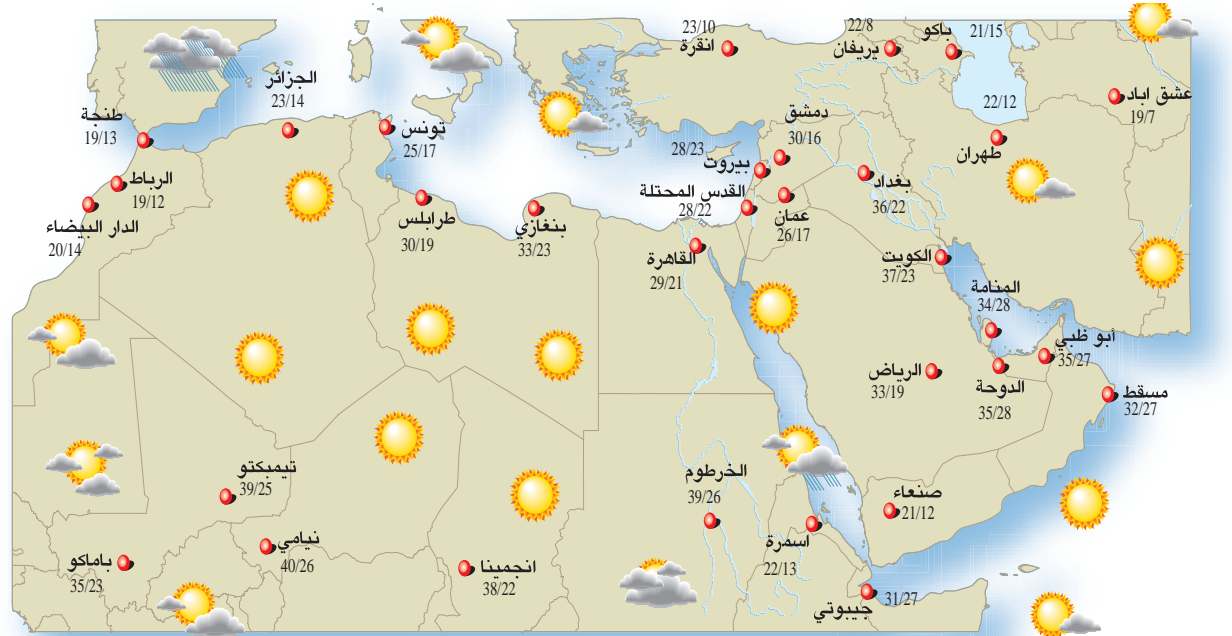 23/10
انقرة
22/8
يريفان
باكو
21/15
عشق اباد
19/7
22/12
طهران
الجزائر
23/14
طنجة
19/13
تونس
25/17
دمشق
30/16
28/23
بيروت
بغداد
36/22
الرباط
19/12
الدار البيضاء
20/14
طرابلس
30/19
بنغازي
33/23
القدس المحتلة
28/22
عمان
26/17
القاهرة
29/21
الكويت
37/23
المنامة
34/28
أبو ظبي
35/27
الرياض
33/19
الدوحة
35/28
مسقط
32/27
تيمبكتو
39/25
الخرطوم
39/26
صنعاء
21/12
اسمرة
22/13
نيامي
40/26
باماكو
35/23
انجمينا
38/22
31/27
جيبوتي